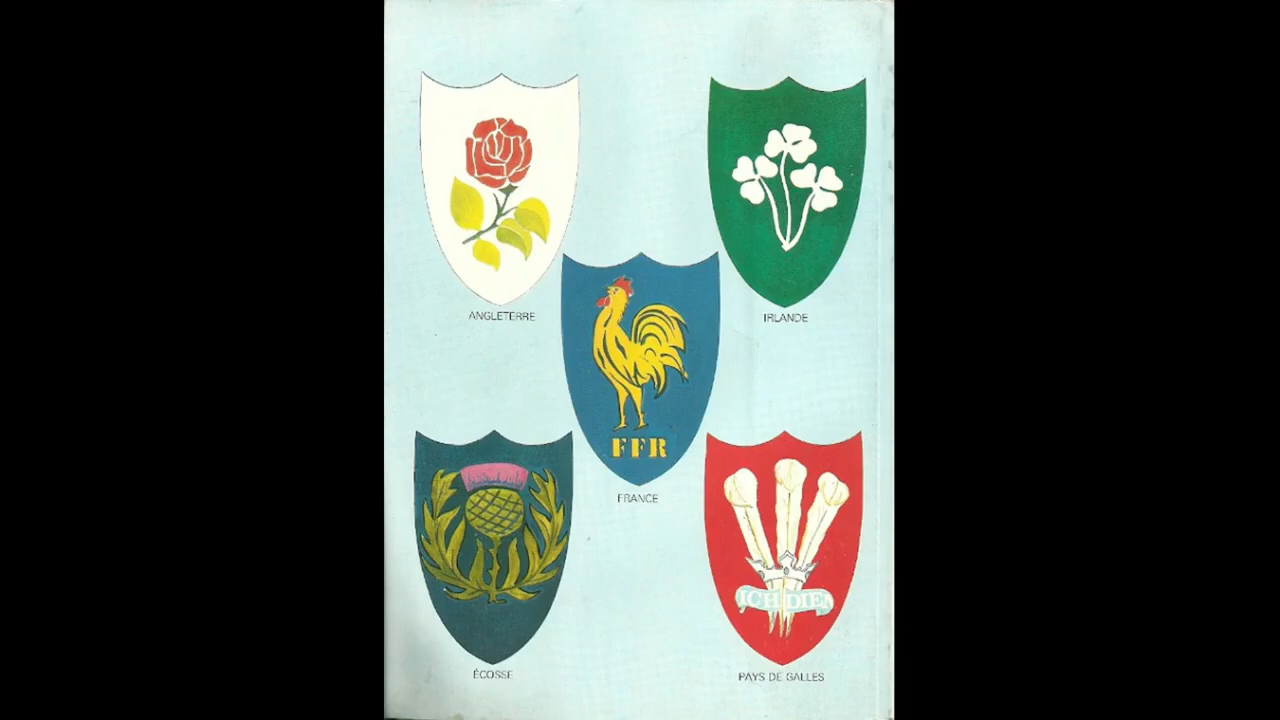 ANGLETERRE
IRLANDE
FFR
FRANCE
ICH DIEN
ÉCOSSE
PAYS DE GALLES